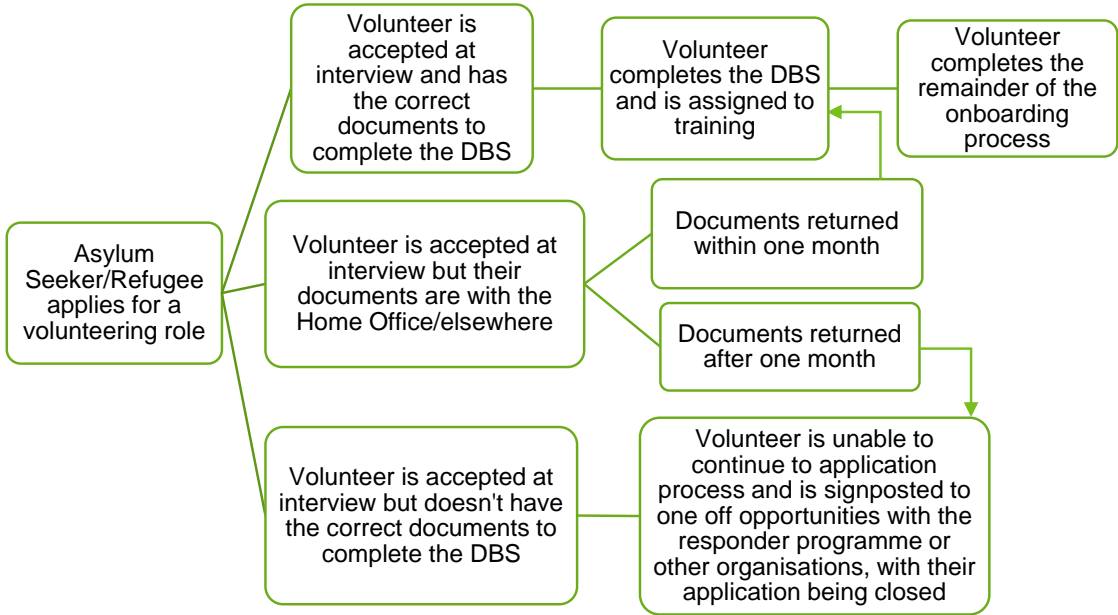 Asylum
Seeker/Refugee
applies for a
volunteering role
Volunteer is
accepted at
interview and has
the correct
documents to
complete the DBS
Volunteer
completes the DBS
and is assigned to
training
Volunteer
completes the
remainder of the
onboarding
process
Volunteer is accepted at
interview but their
documents are with the
Home Office/elsewhere
Documents returned
within one month
Documents returned
after one month
Volunteer is accepted at
interview but doesn't have
the correct documents to
complete the DBS
Volunteer is unable to
continue to application
process and is signposted to
one off opportunities with the
responder programme or
other organisations, with their
application being closed